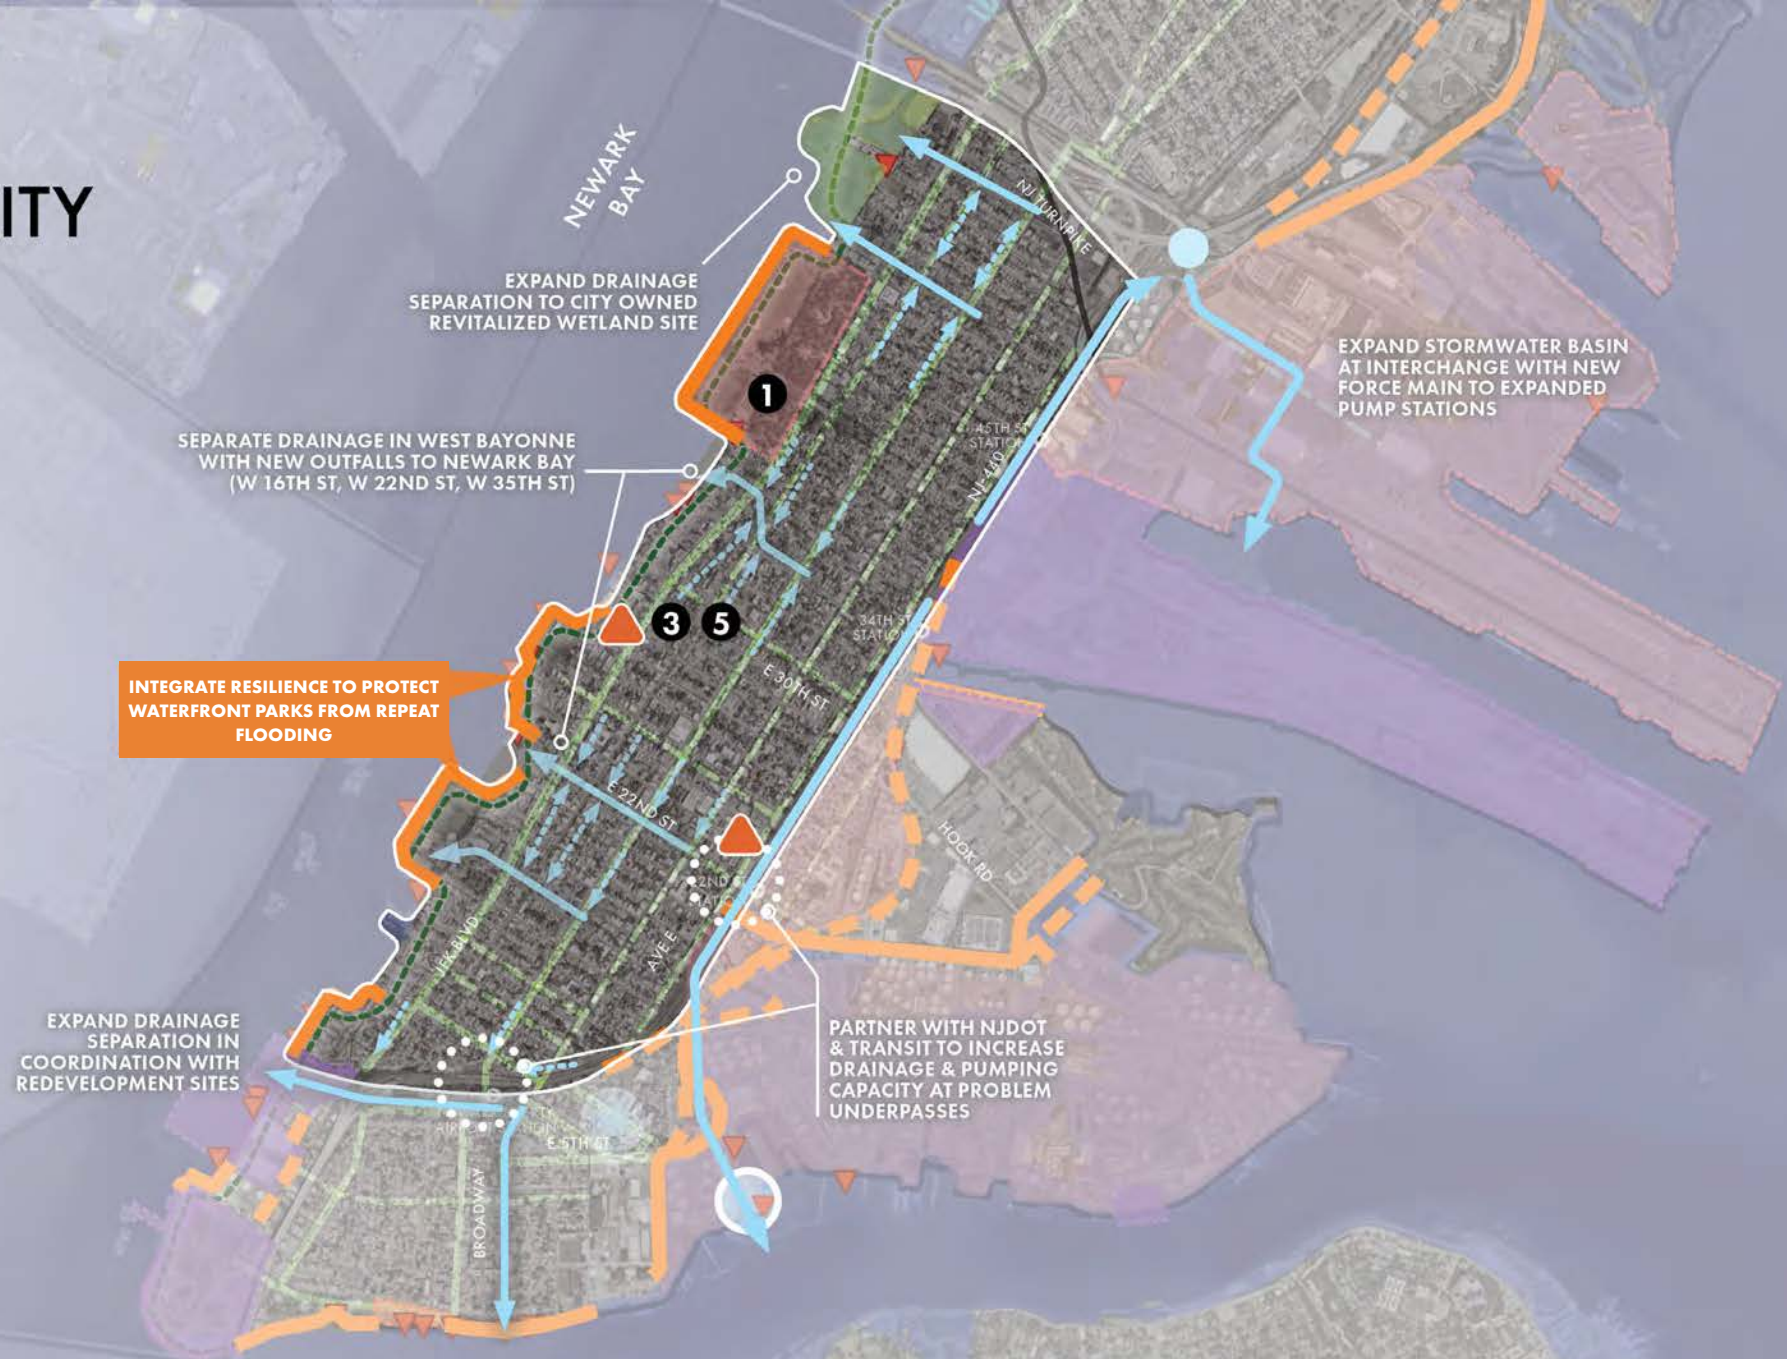 ITY
NEWARK
BAY
NJ TURNPIKE
EXPAND DRAINAGE
SEPARATION TO CITY OWNED
REVITALIZED WETLAND SITE
EXPAND STORMWATER BASIN
AT INTERCHANGE WITH NEW
FORCE MAIN TO EXPANDED
PUMP STATIONS
1
SEPARATE DRAINAGE IN WEST BAYONNE
WITH NEW OUTFALLS TO NEWARK BAY
(W 16TH ST, W 22ND ST, W 35TH ST)
45TH ST
STATION
NJ-440
3 5
34TH ST
STATION
E 30TH ST
INTEGRATE RESILIENCE TO PROTECT
WATERFRONT PARKS FROM REPEAT
FLOODING
E 22ND ST
22ND ST
HOOK RD
JFK BLVD
AVE E
EXPAND DRAINAGE
SEPARATION IN
COORDINATION WITH
REDEVELOPMENT SITES
PARTNER WITH NJDOT
& TRANSIT TO INCREASE
DRAINAGE & PUMPING
CAPACITY AT PROBLEM
UNDERPASSES
E 5TH ST
BROADWAY